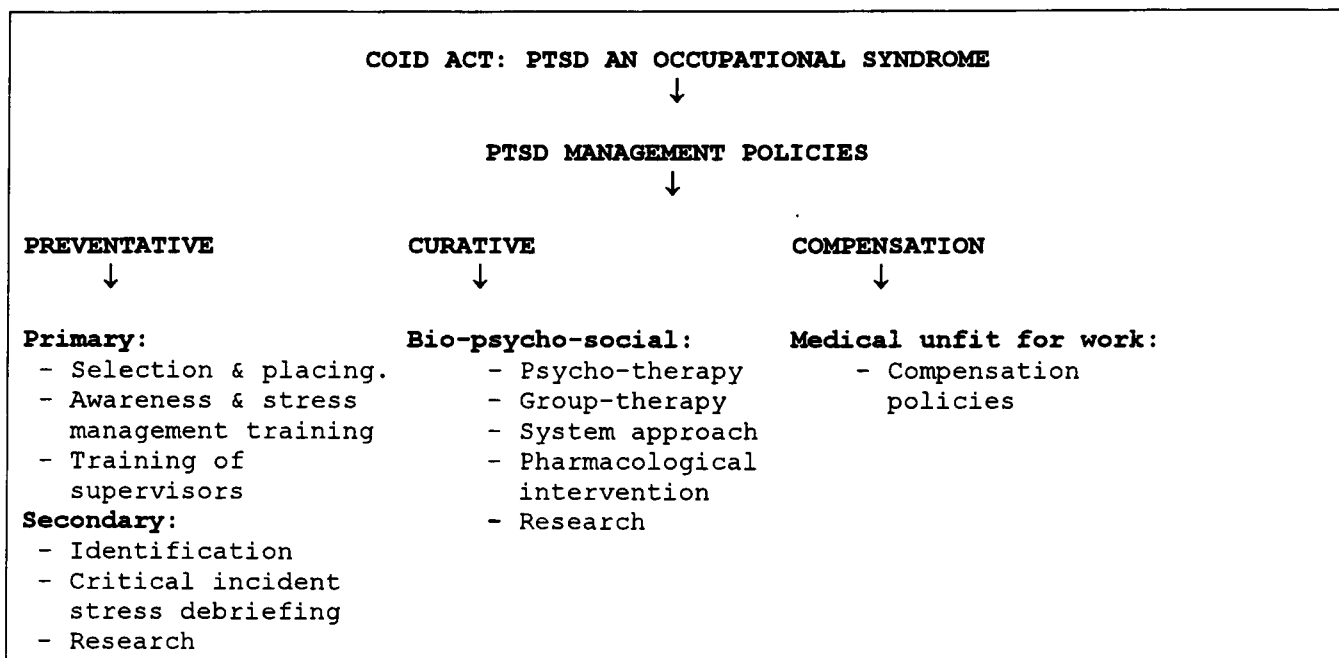 COID ACT: PTSD AN OCCUPATIONAL SYNDROME
↓
PTSD MANAGEMENT POLICIES
↓
PREVENTATIVE CURATIVE COMPENSATION
↓ ↓ ↓
Primary: Bio-psycho-social: Medical unfit for work:
- Selection & placing. - Psycho-therapy - Compensation
- Awareness & stress - Group-therapy policies
management training - System approach
- Training of - Pharmacological
supervisors intervention
Secondary: - Research
- Identification
- Critical incident
stress debriefing
- Research